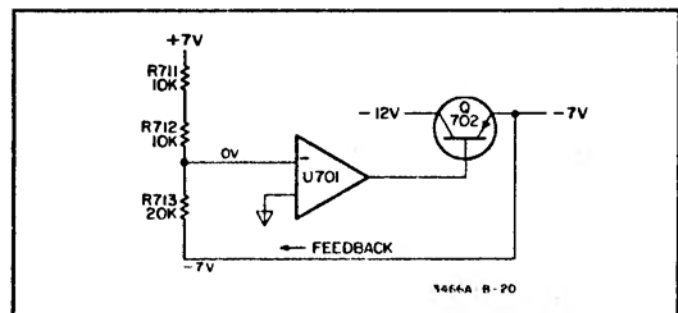 +7V
R711
10K
R712
10K
0V
R713
20K
-7V
U701
-
-12V
Q
702
-7V
← FEEDBACK
3466A-B-20